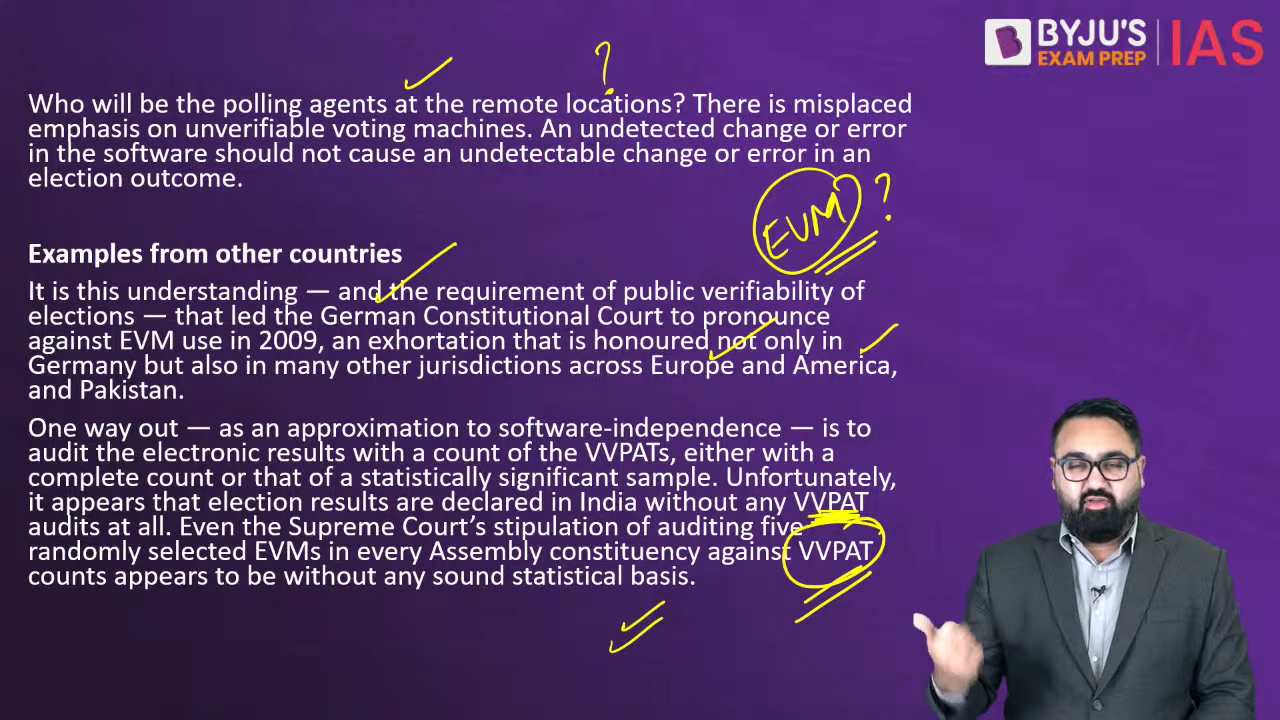 BYJU'S
EXAM PREP
IAS
?
Who will be the polling agents at the remote locations? There is misplaced
emphasis on unverifiable voting machines. An undetected change or error
in the software should not cause an undetectable change or error in an
election outcome.
EVM ?
Examples from other countries
It is this understanding — and the requirement of public verifiability of
elections — that led the German Constitutional Court to pronounce
against EVM use in 2009, an exhortation that is honoured not only in
Germany but also in many other jurisdictions across Europe and America,
and Pakistan.
One way out — as an approximation to software-independence — is to
audit the electronic results with a count of the VVPATs, either with a
complete count or that of a statistically significant sample. Unfortunately,
it appears that election results are declared in India without any VVPAT
audits at all. Even the Supreme Court's stipulation of auditing five
randomly selected EVMs in every Assembly constituency against VVPAT
counts appears to be without any sound statistical basis.